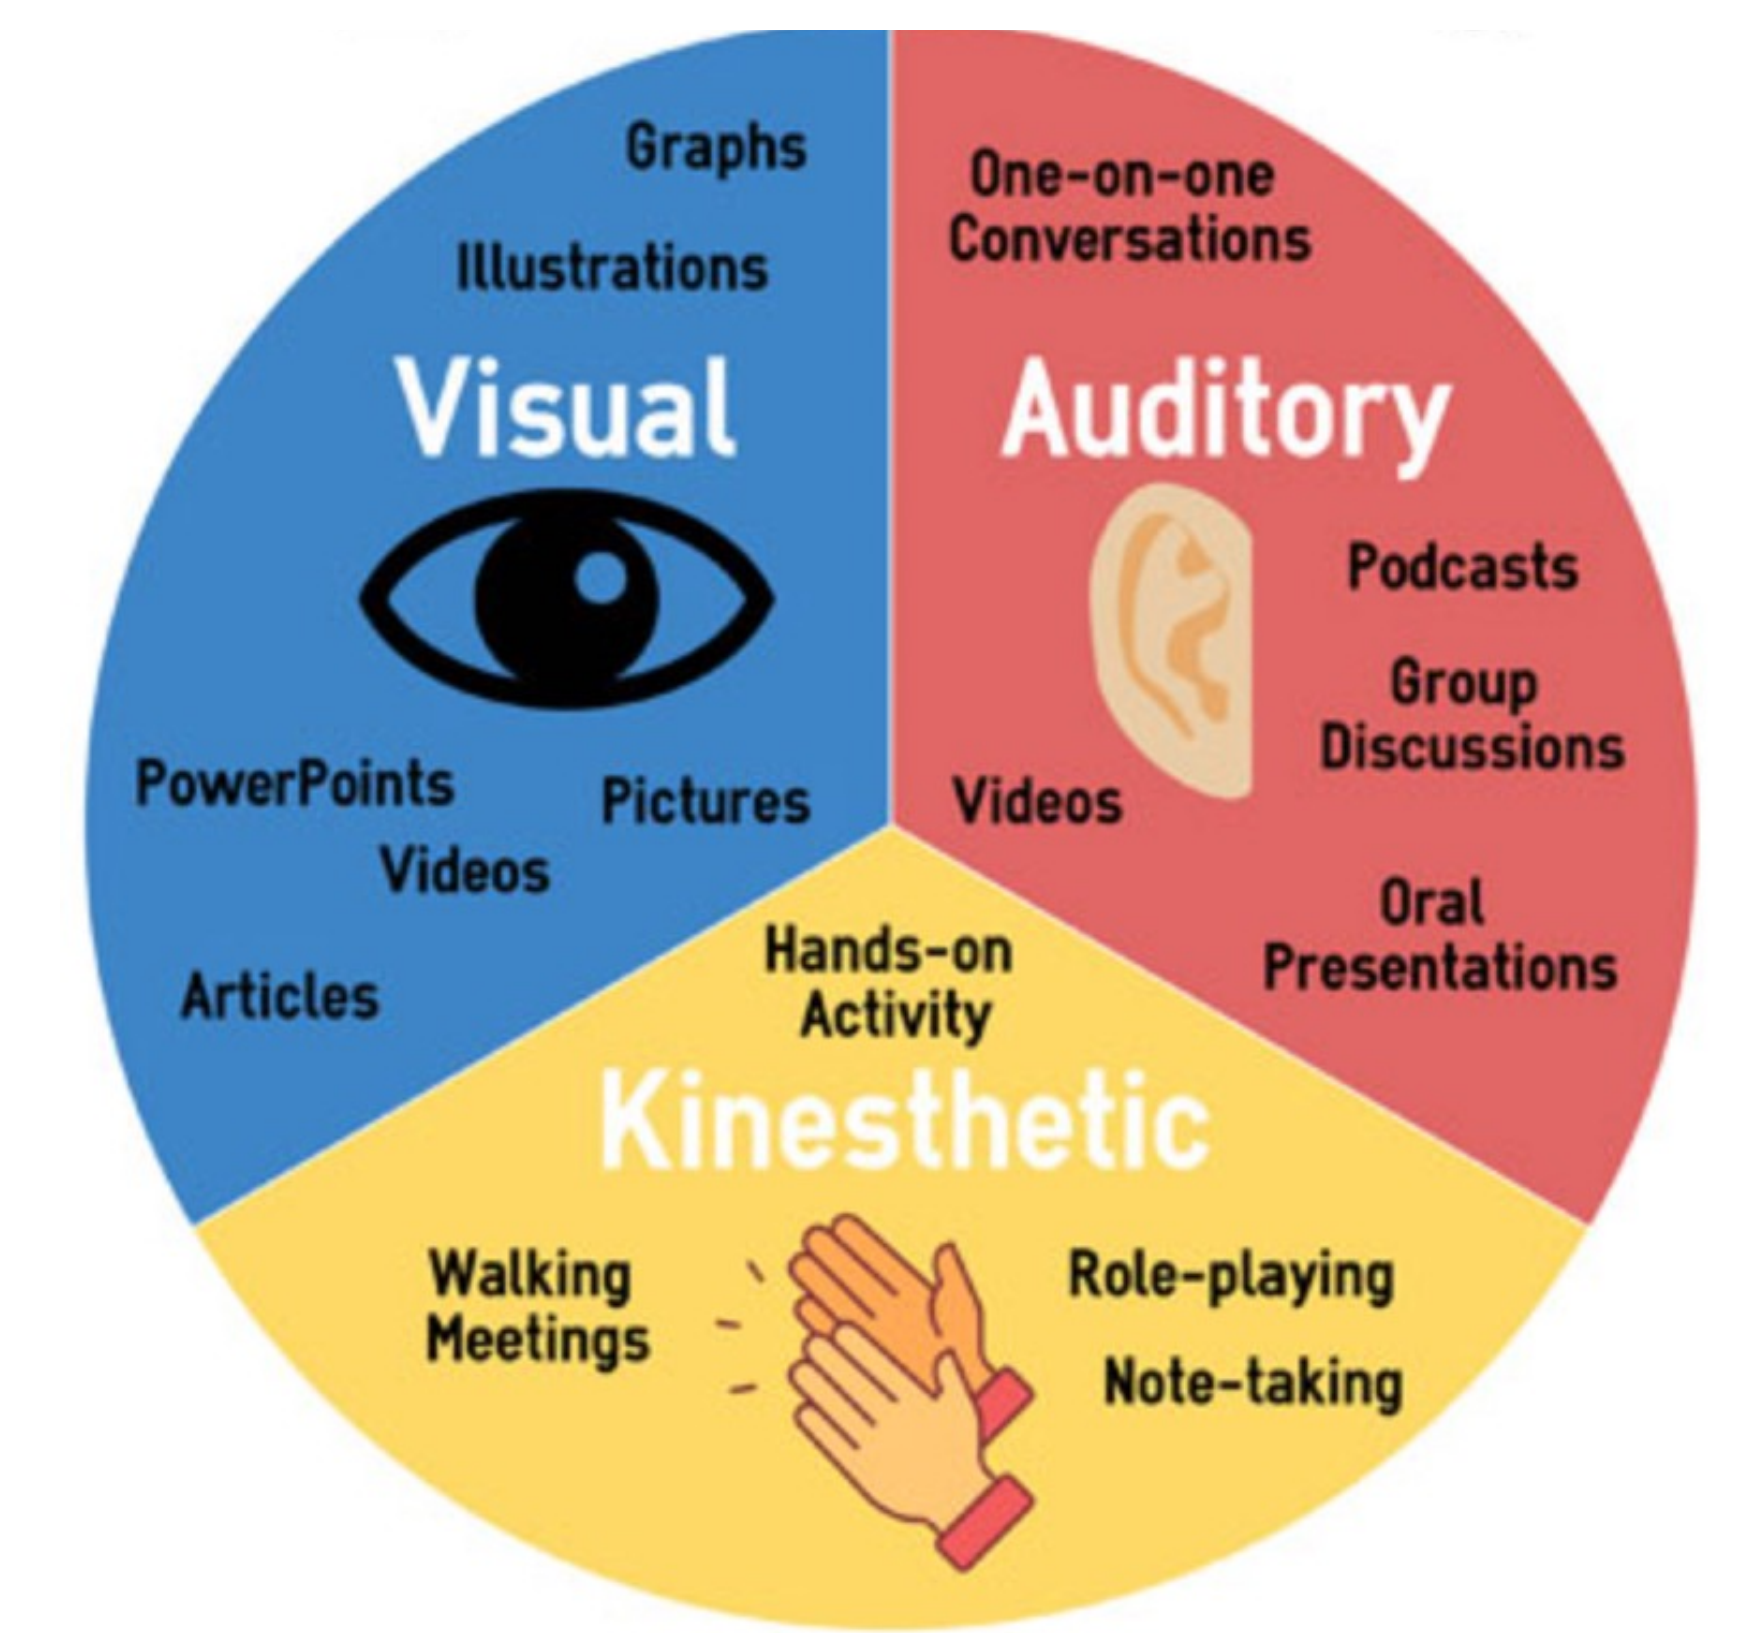 Graphs
Illustrations
Visual
PowerPoints
Pictures
Videos
Articles
One-on-one
Conversations
Auditory
Podcasts
Group
Discussions
Videos
Oral
Presentations
Hands-on
Activity
Kinesthetic
Walking
Meetings
Role-playing
Note-taking